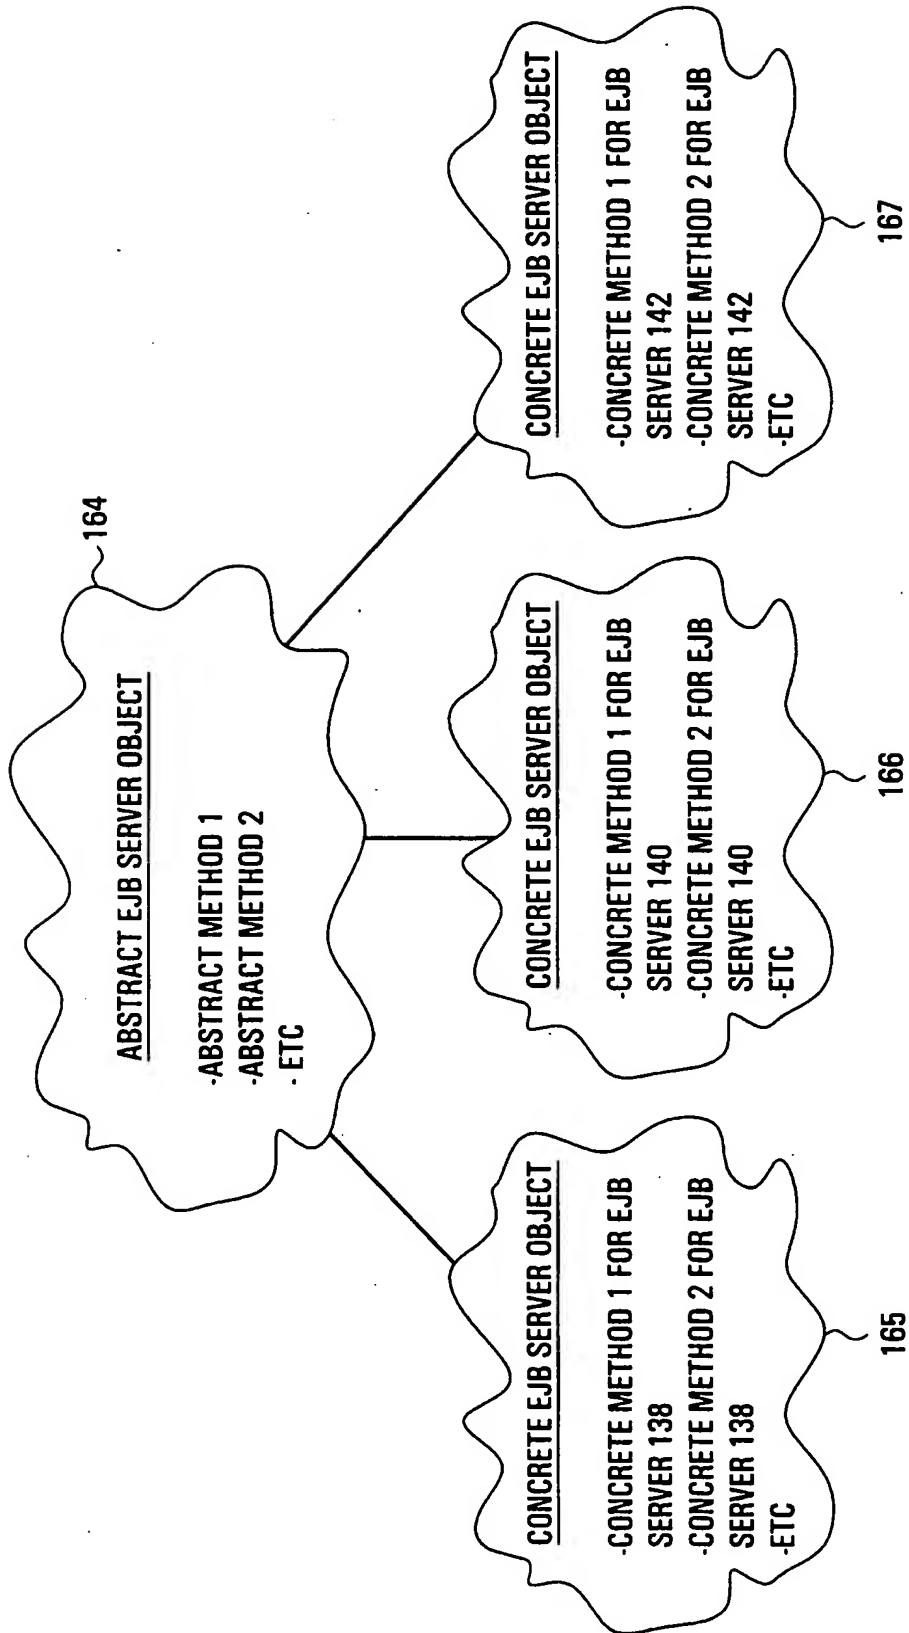 ABSTRACT EJB SERVER OBJECT
-ABSTRACT METHOD 1
-ABSTRACT METHOD 2
- ETC
164
CONCRETE EJB SERVER OBJECT
-CONCRETE METHOD 1 FOR EJB
SERVER 138
-CONCRETE METHOD 2 FOR EJB
SERVER 138
-ETC
165
CONCRETE EJB SERVER OBJECT
-CONCRETE METHOD 1 FOR EJB
SERVER 140
-CONCRETE METHOD 2 FOR EJB
SERVER 140
-ETC
166
CONCRETE EJB SERVER OBJECT
-CONCRETE METHOD 1 FOR EJB
SERVER 142
-CONCRETE METHOD 2 FOR EJB
SERVER 142
-ETC
167